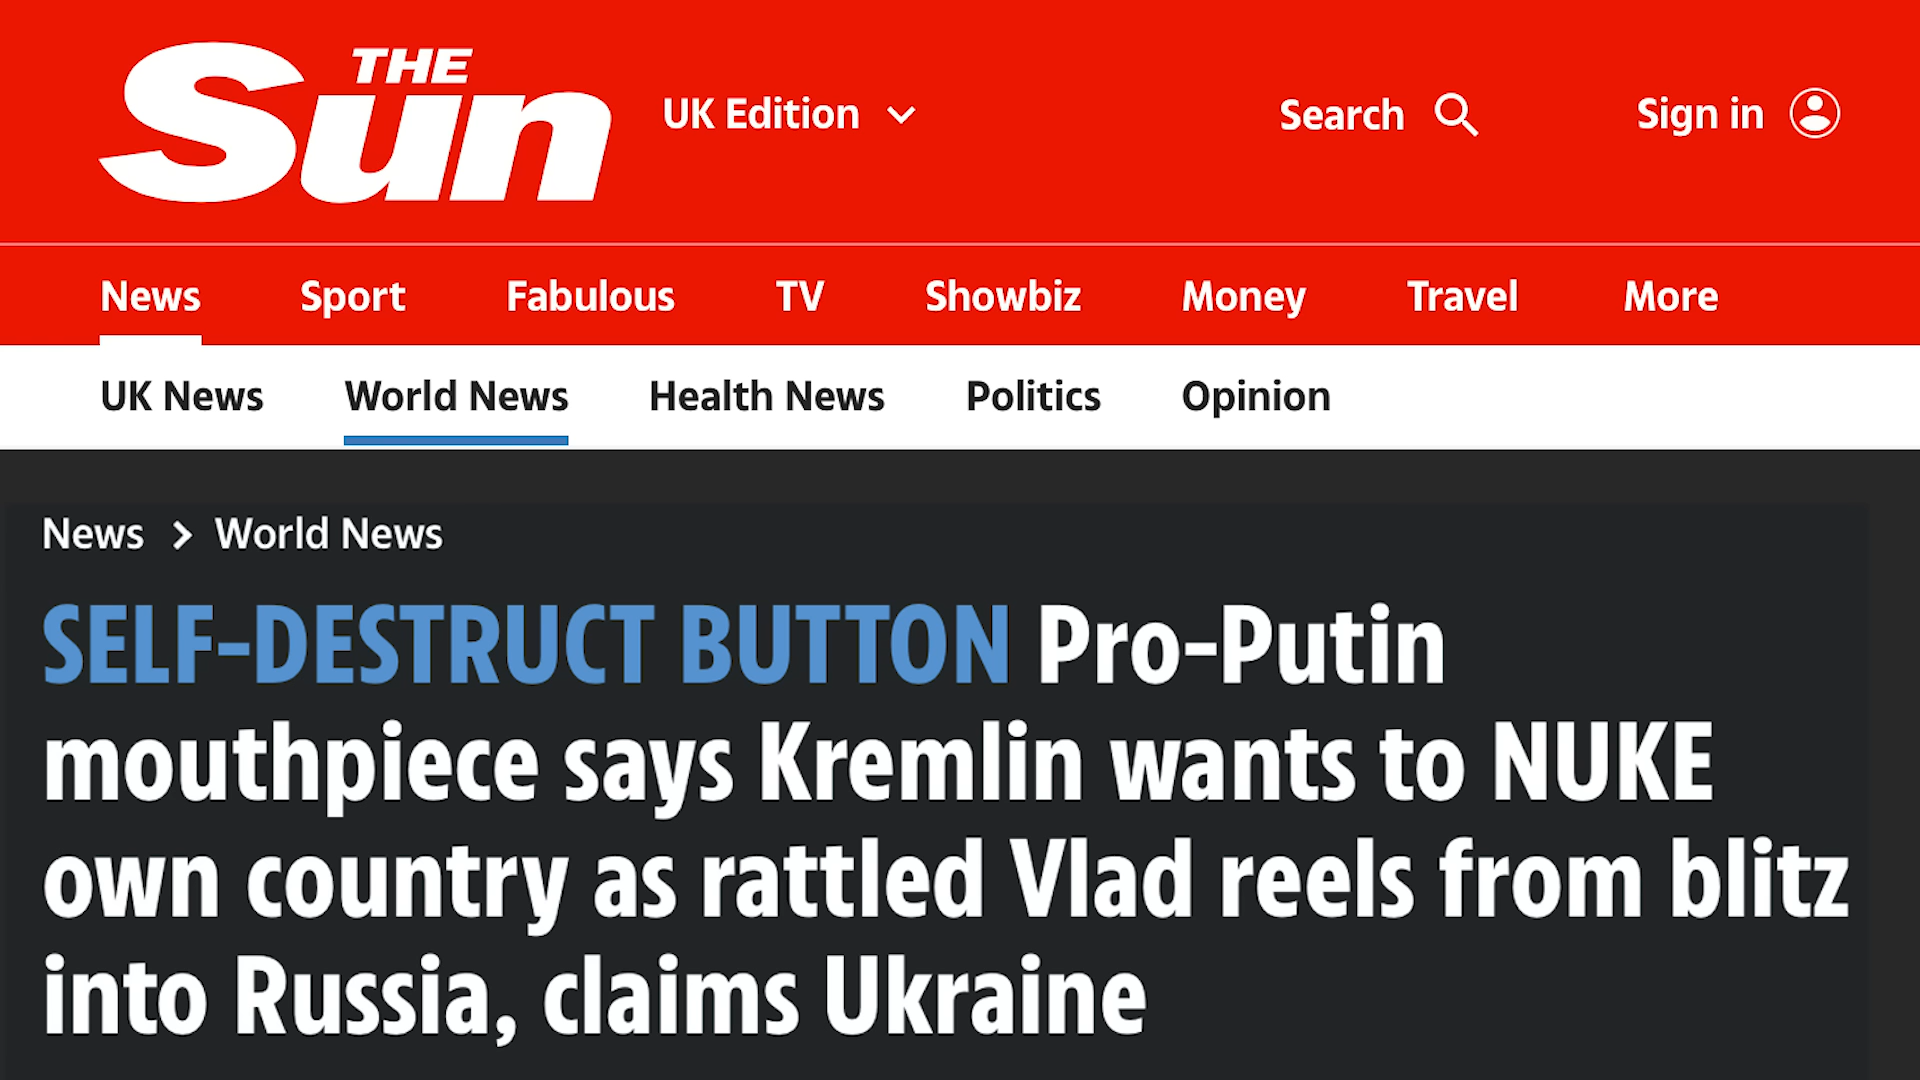 THE
Sun
UK Edition
Search
Sign in
News Sport Fabulous TV Showbiz Money Travel More
UK News World News Health News Politics Opinion
News > World News
SELF-DESTRUCT BUTTON Pro-Putin
mouthpiece says Kremlin wants to NUKE
own country as rattled Vlad reels from blitz
into Russia, claims Ukraine